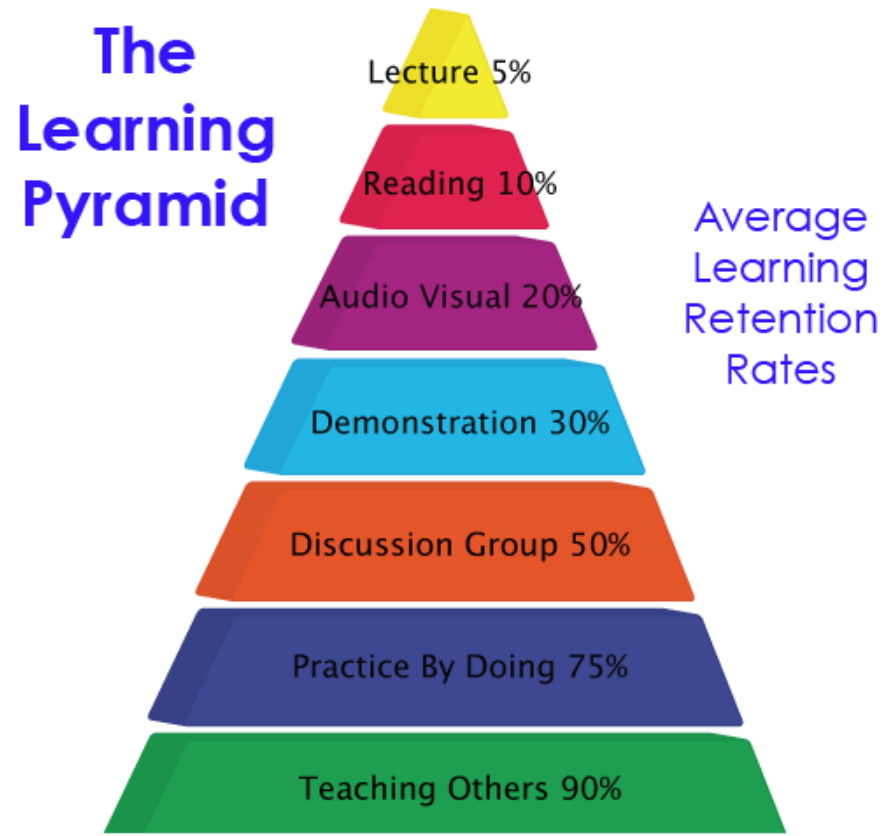 The
Learning
Pyramid
Lecture 5%
Reading 10%
Audio Visual 20%
Demonstration 30%
Discussion Group 50%
Practice By Doing 75%
Teaching Others 90%
Average
Learning
Retention
Rates